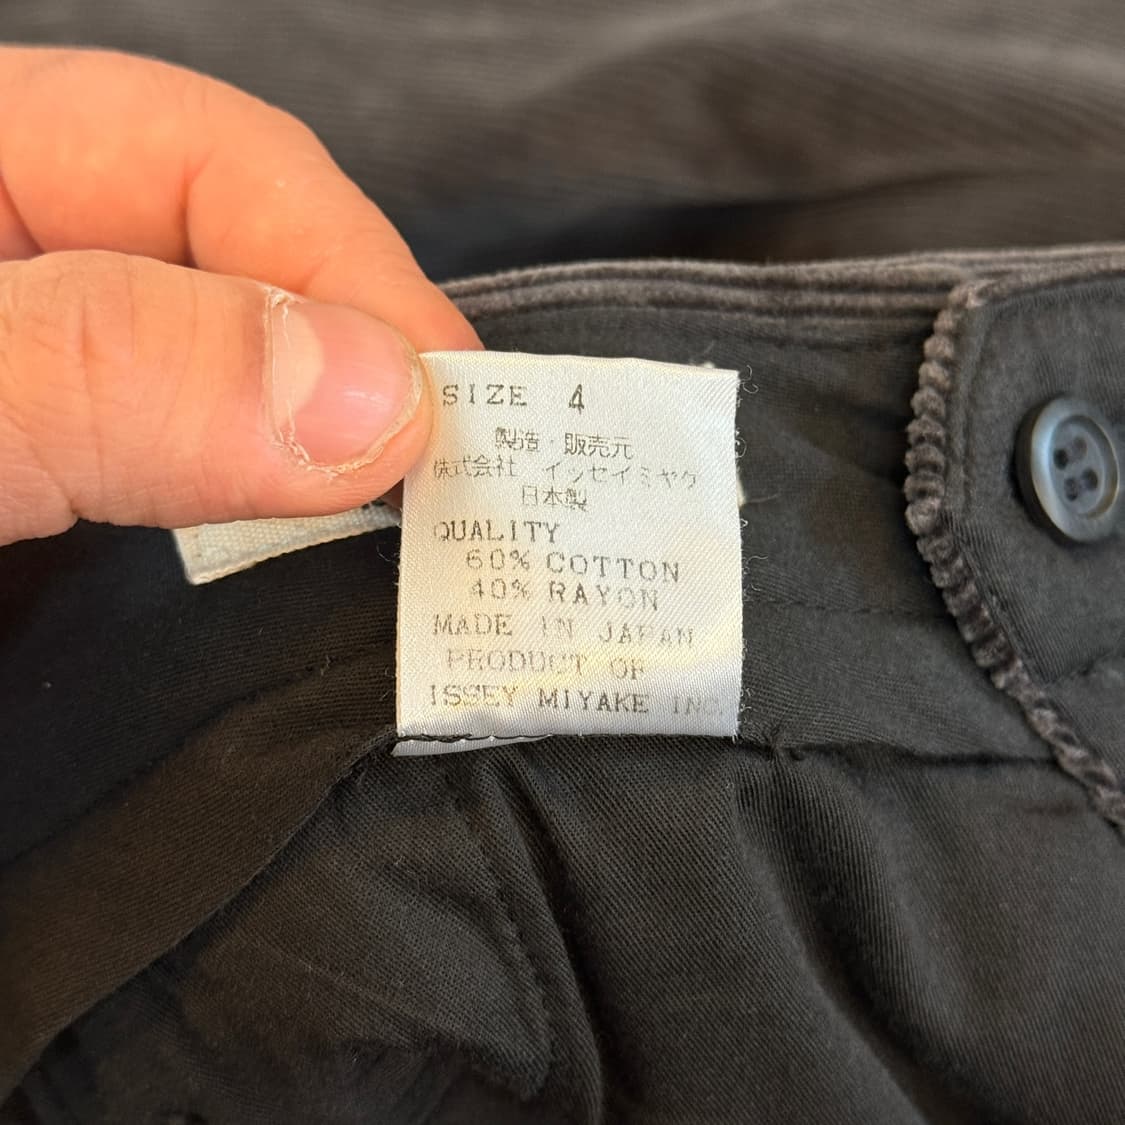 SIZE 4
製造・販売元
株式会社 イッセイミヤケ
日本製
QUALITY
60% COTTON
40% RAYON
MADE IN JAPAN
PRODUCT OF
ISSEY MIYAKE INC